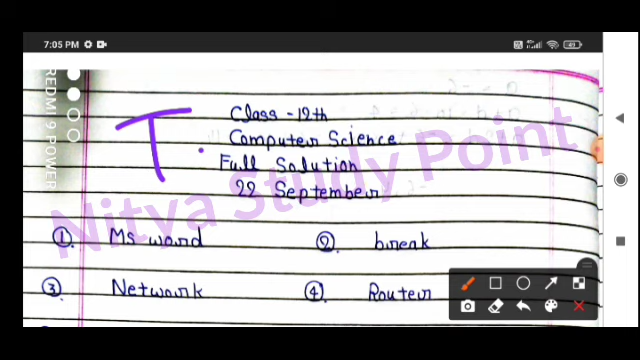 7:05 PM
49
REDMI 9 POWER
T.
Class - 12th
Computer Science
Full Solution
22 September
Nitya Study Point
① Ms word ② break
③ Network ④ Router